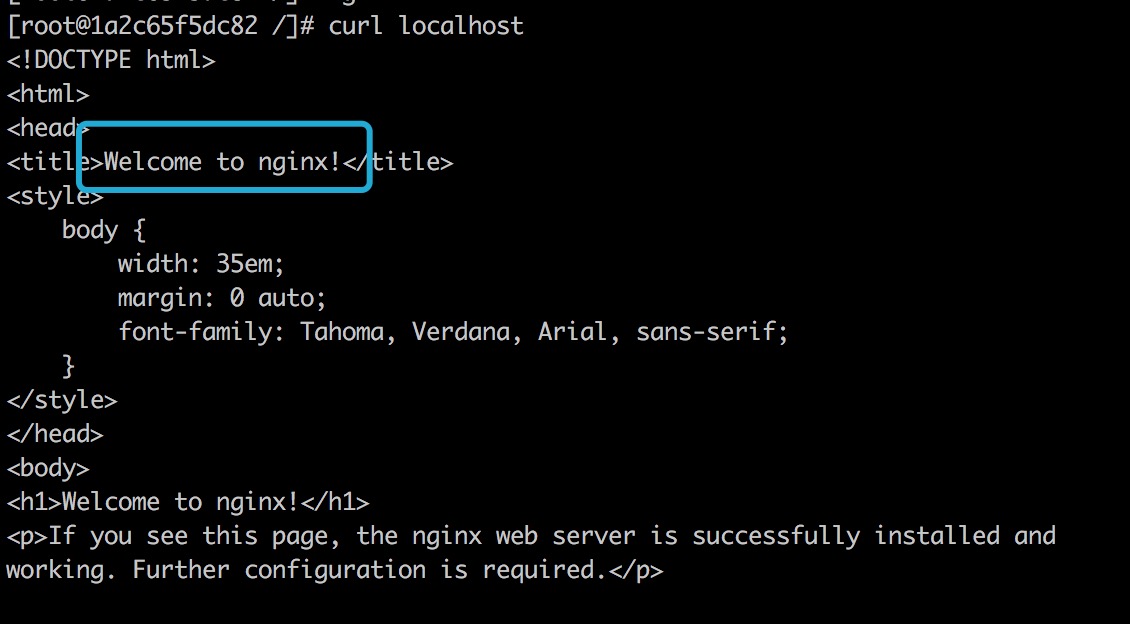 [root@1a2c65f5dc82 /]# curl localhost
<!DOCTYPE html>
<html>
<head>
<title>Welcome to nginx!</title>
<style>
    body {
        width: 35em;
        margin: 0 auto;
        font-family: Tahoma, Verdana, Arial, sans-serif;
    }
</style>
</head>
<body>
<h1>Welcome to nginx!</h1>
<p>If you see this page, the nginx web server is successfully installed and
working. Further configuration is required.</p>